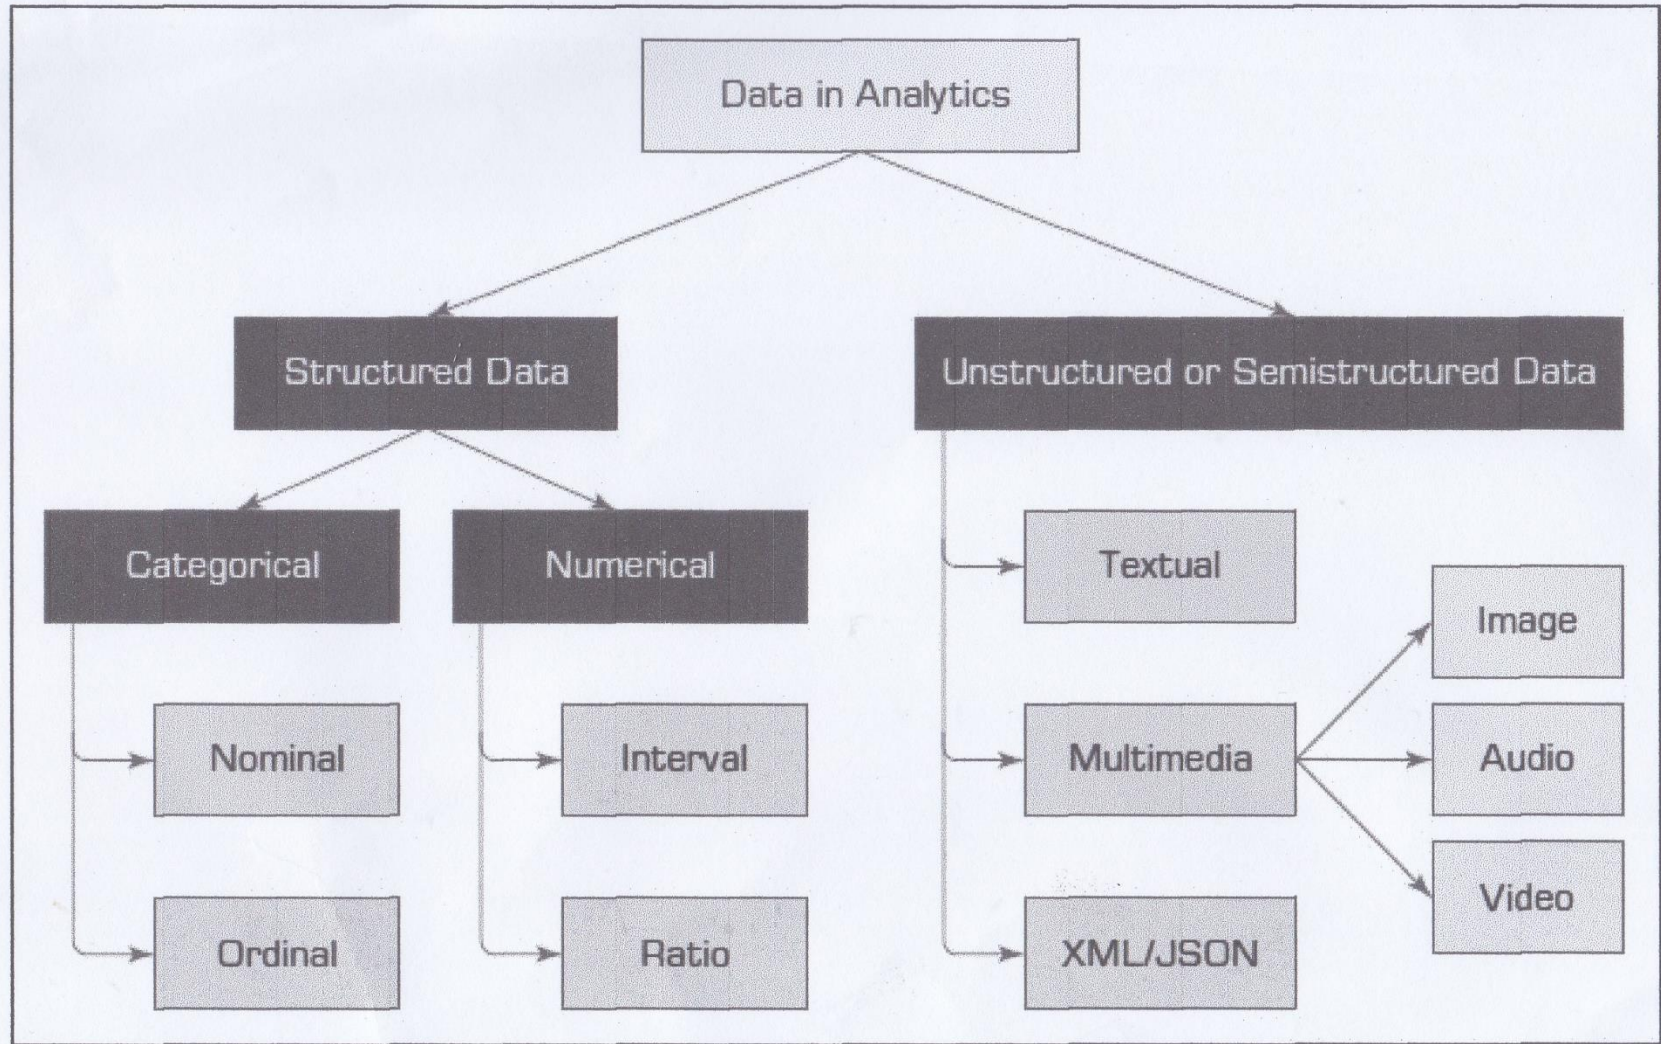 Data in Analytics
Structured Data
Unstructured or Semistructured Data
Categorical
Numerical
Textual
Image
Nominal
Interval
Multimedia
Audio
Video
Ordinal
Ratio
XML/JSON